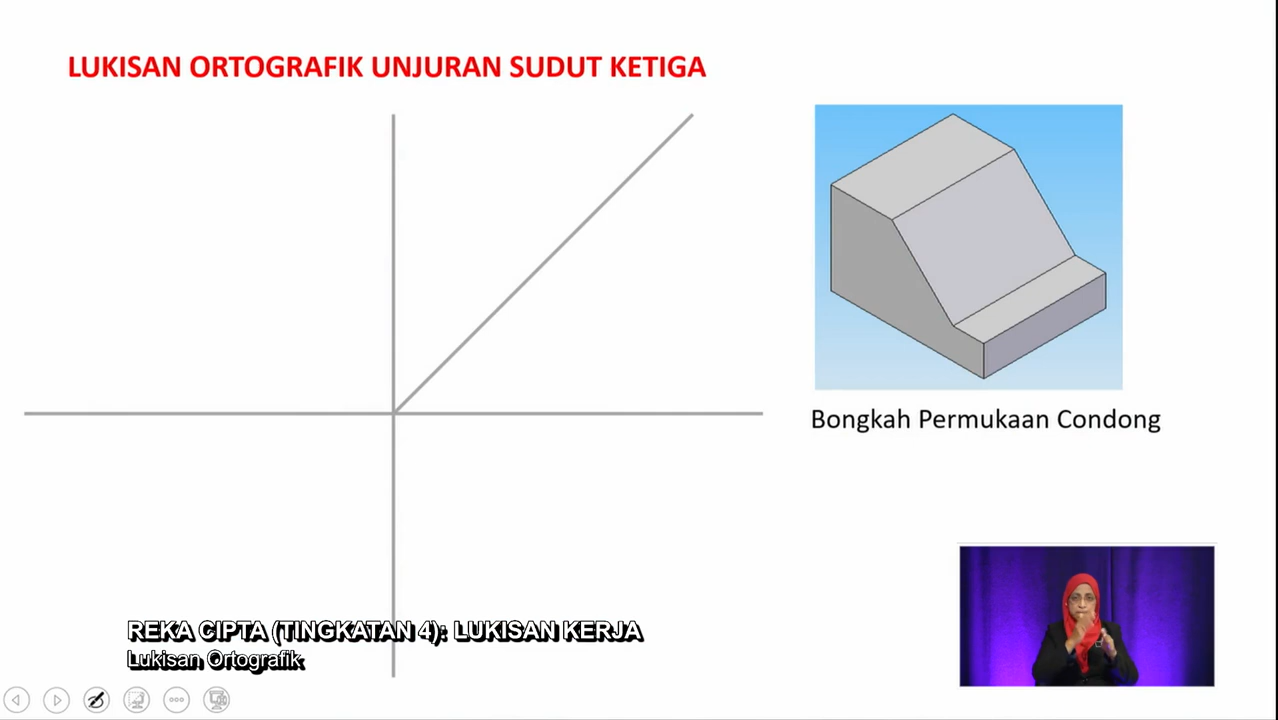 LUKISAN ORTOGRAFIK UNJURAN SUDUT KETIGA
Bongkah Permukaan Condong
REKA CIPTA (TINGKATAN 4): LUKISAN KERJA
Lukisan Ortografik